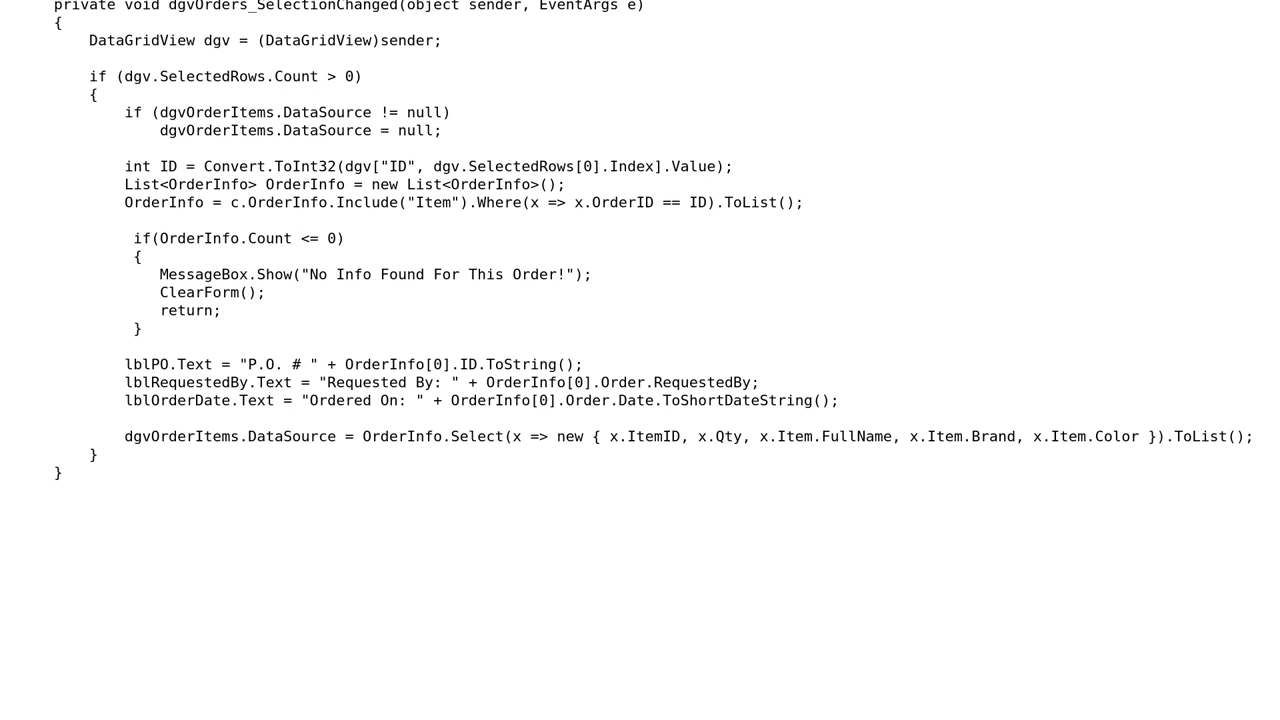 private void dgvOrders_SelectionChanged(object sender, EventArgs e)
{
    DataGridView dgv = (DataGridView)sender;

    if (dgv.SelectedRows.Count > 0)
    {
        if (dgvOrderItems.DataSource != null)
            dgvOrderItems.DataSource = null;

        int ID = Convert.ToInt32(dgv["ID", dgv.SelectedRows[0].Index].Value);
        List<OrderInfo> OrderInfo = new List<OrderInfo>();
        OrderInfo = c.OrderInfo.Include("Item").Where(x => x.OrderID == ID).ToList();

         if(OrderInfo.Count <= 0)
         {
            MessageBox.Show("No Info Found For This Order!");
            ClearForm();
            return;
         }

        lblPO.Text = "P.O. # " + OrderInfo[0].ID.ToString();
        lblRequestedBy.Text = "Requested By: " + OrderInfo[0].Order.RequestedBy;
        lblOrderDate.Text = "Ordered On: " + OrderInfo[0].Order.Date.ToShortDateString();

        dgvOrderItems.DataSource = OrderInfo.Select(x => new { x.ItemID, x.Qty, x.Item.FullName, x.Item.Brand, x.Item.Color }).ToList();
    }
}